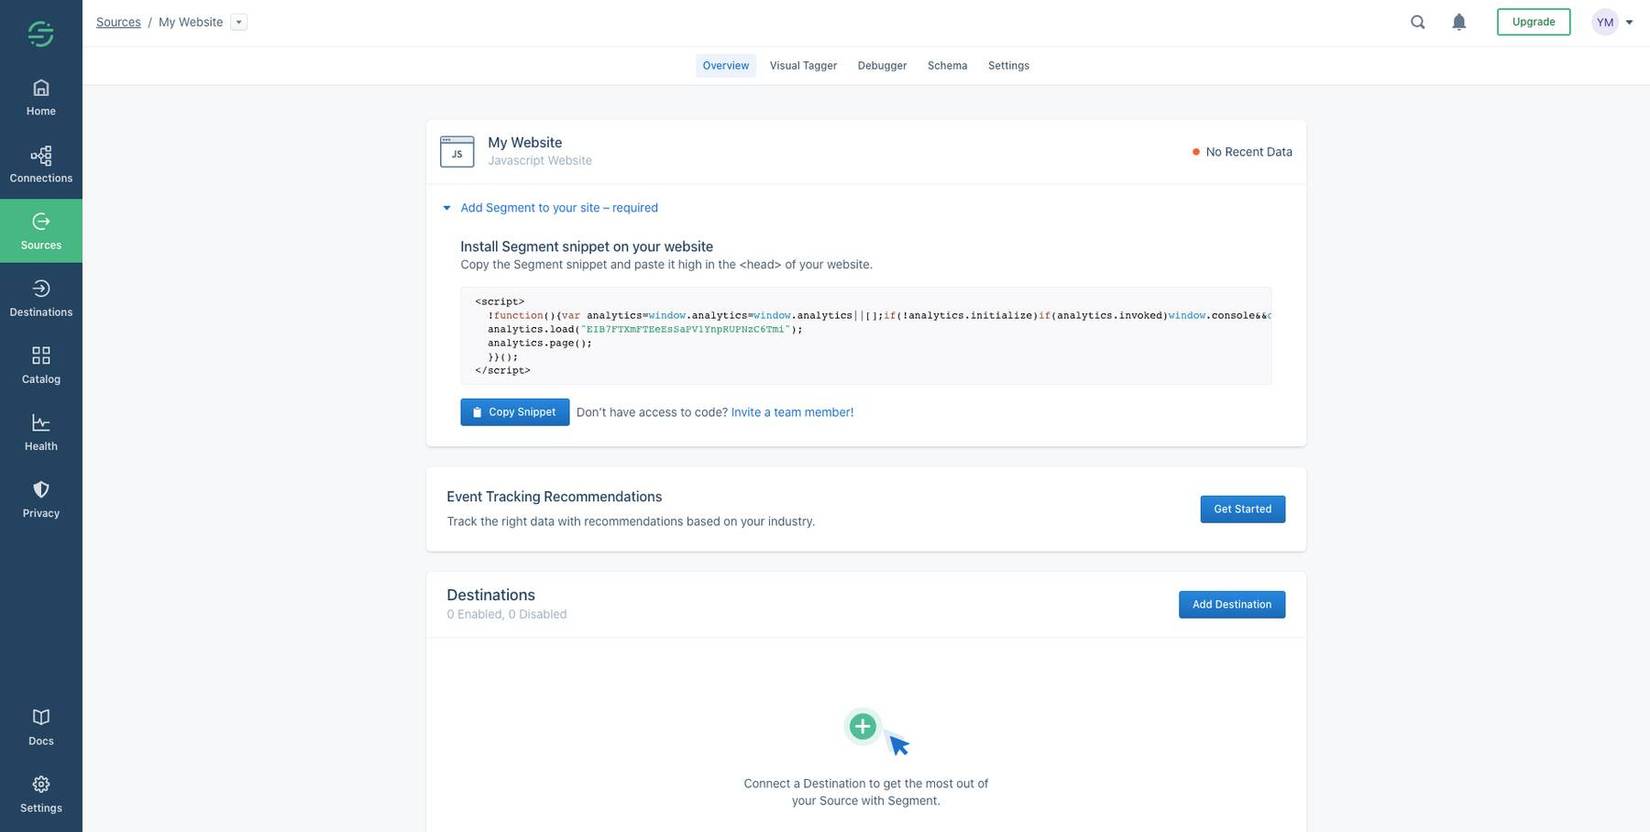 Sources / My Website
Upgrade
YM
Overview
Visual Tagger
Debugger
Schema
Settings
Home
Connections
Sources
Destinations
Catalog
Health
Privacy
Docs
Settings
JS
My Website
Javascript Website
No Recent Data
Add Segment to your site – required
Install Segment snippet on your website
Copy the Segment snippet and paste it high in the <head> of your website.
<script>
!function(){var analytics=window.analytics=window.analytics||[];if(!analytics.initialize)if(analytics.invoked)window.console&&c
analytics.load("EIB7FTXmFTEeEsSaPVlYnpRUPNzC6Tmi");
analytics.page();
}}();
</script>
Copy Snippet
Don't have access to code? Invite a team member!
Event Tracking Recommendations
Track the right data with recommendations based on your industry.
Get Started
Destinations
0 Enabled, 0 Disabled
Add Destination
Connect a Destination to get the most out of
your Source with Segment.